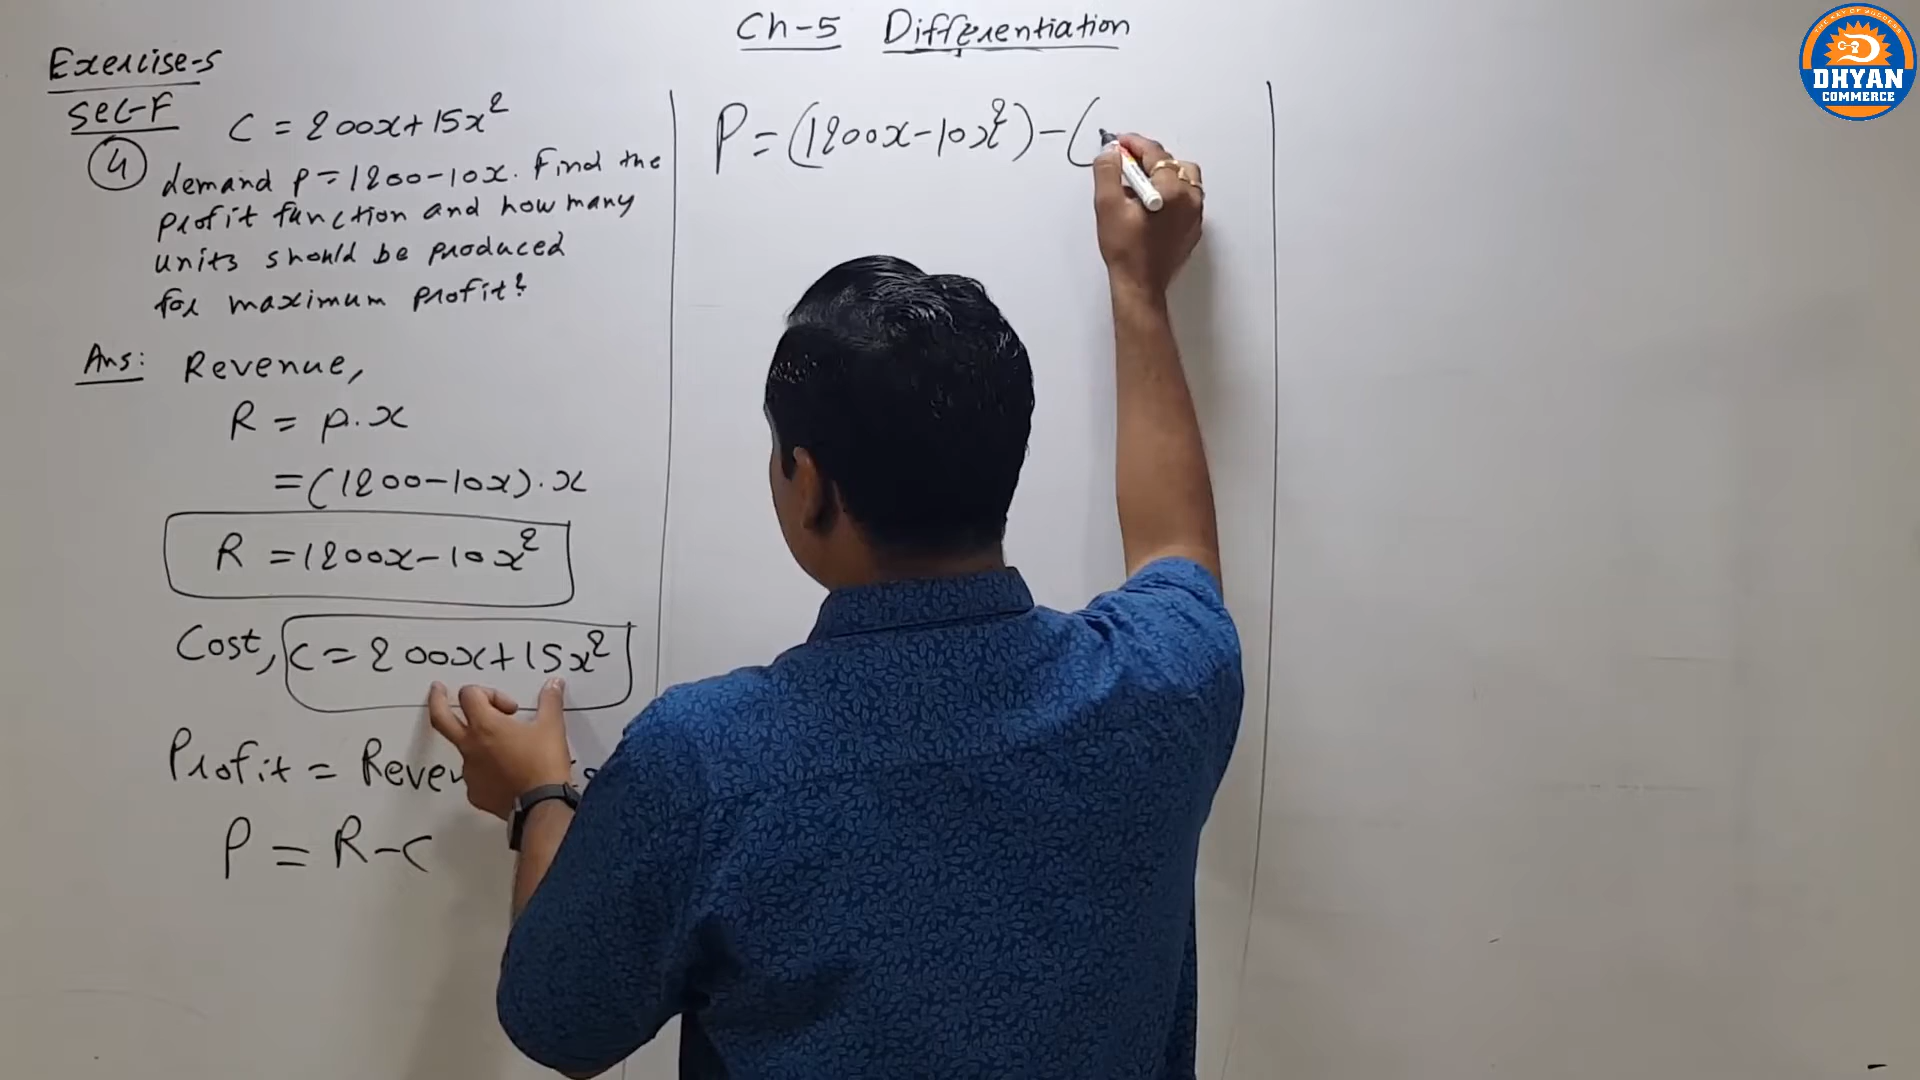 Ch-5 Differentiation
Exercise-5
Sec-F
④ C = 200x+15x²
demand p = 1200-10x. Find the
profit function and how many
units should be produced
for maximum profit?
Ans: Revenue,
R = p.x
= (1200-10x).x
R = 1200x-10x²
Cost, C = 200x+15x²
Profit =
P = R-C
P = (1200x-10x²)-(
DHYAN
COMMERCE